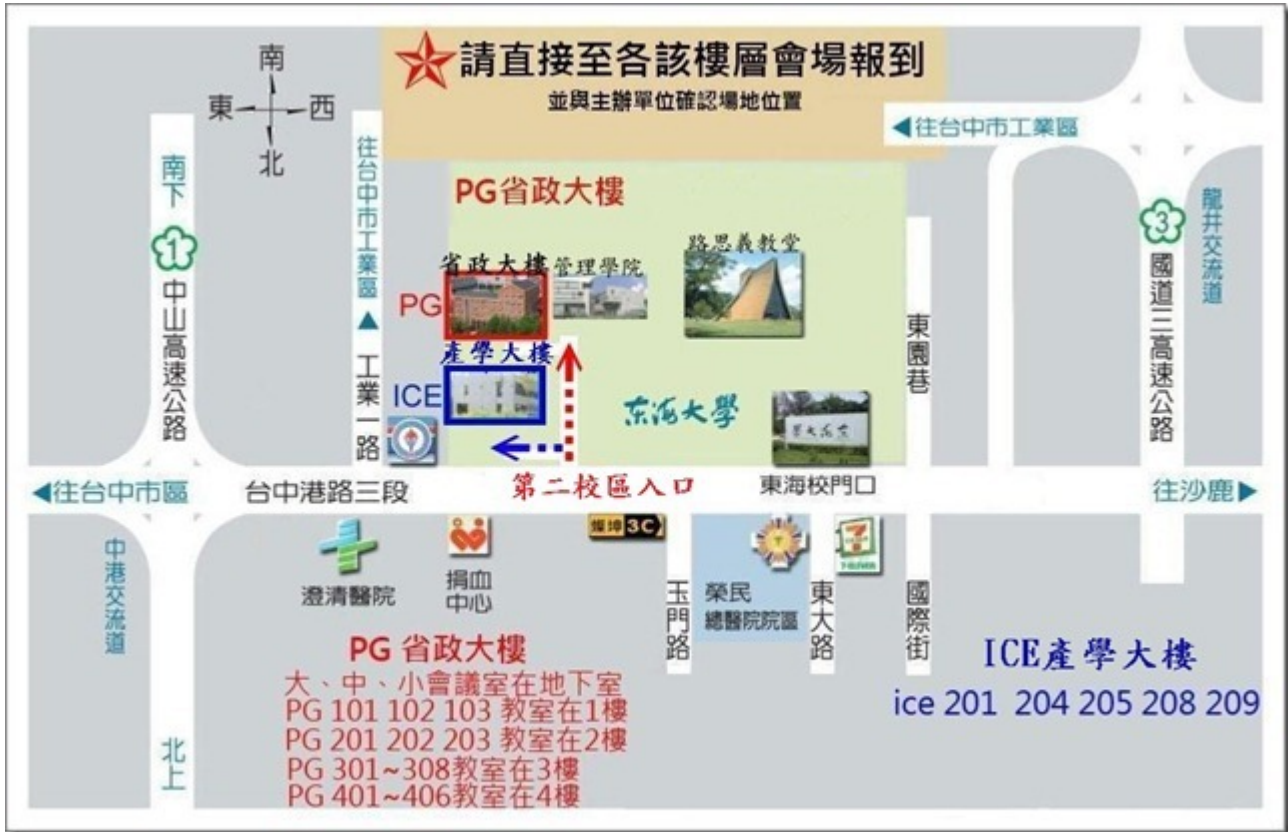 請直接至各該樓層會場報到
並與主辦單位確認場地位置
南
東 西
北
往台中市工業區
往台中市工業區
南下
1
中山高速公路
工業一路
PG省政大樓
省政大樓
管理學院
路思義教堂
PG
產學大樓
ICE
东海大學
東園巷
3
龍井交流道
國道三高速公路
往台中市區
台中港路三段
第二校區入口
東海校門口
往沙鹿
中港交流道
北上
澄清醫院
捐血
中心
燦坤 3C
玉門路
榮民
總醫院院區
東大路
7
國際街
PG 省政大樓
大、中、小會議室在地下室
PG 101 102 103 教室在1樓
PG 201 202 203 教室在2樓
PG 301~308教室在3樓
PG 401~406教室在4樓
ICE產學大樓
ice 201 204 205 208 209